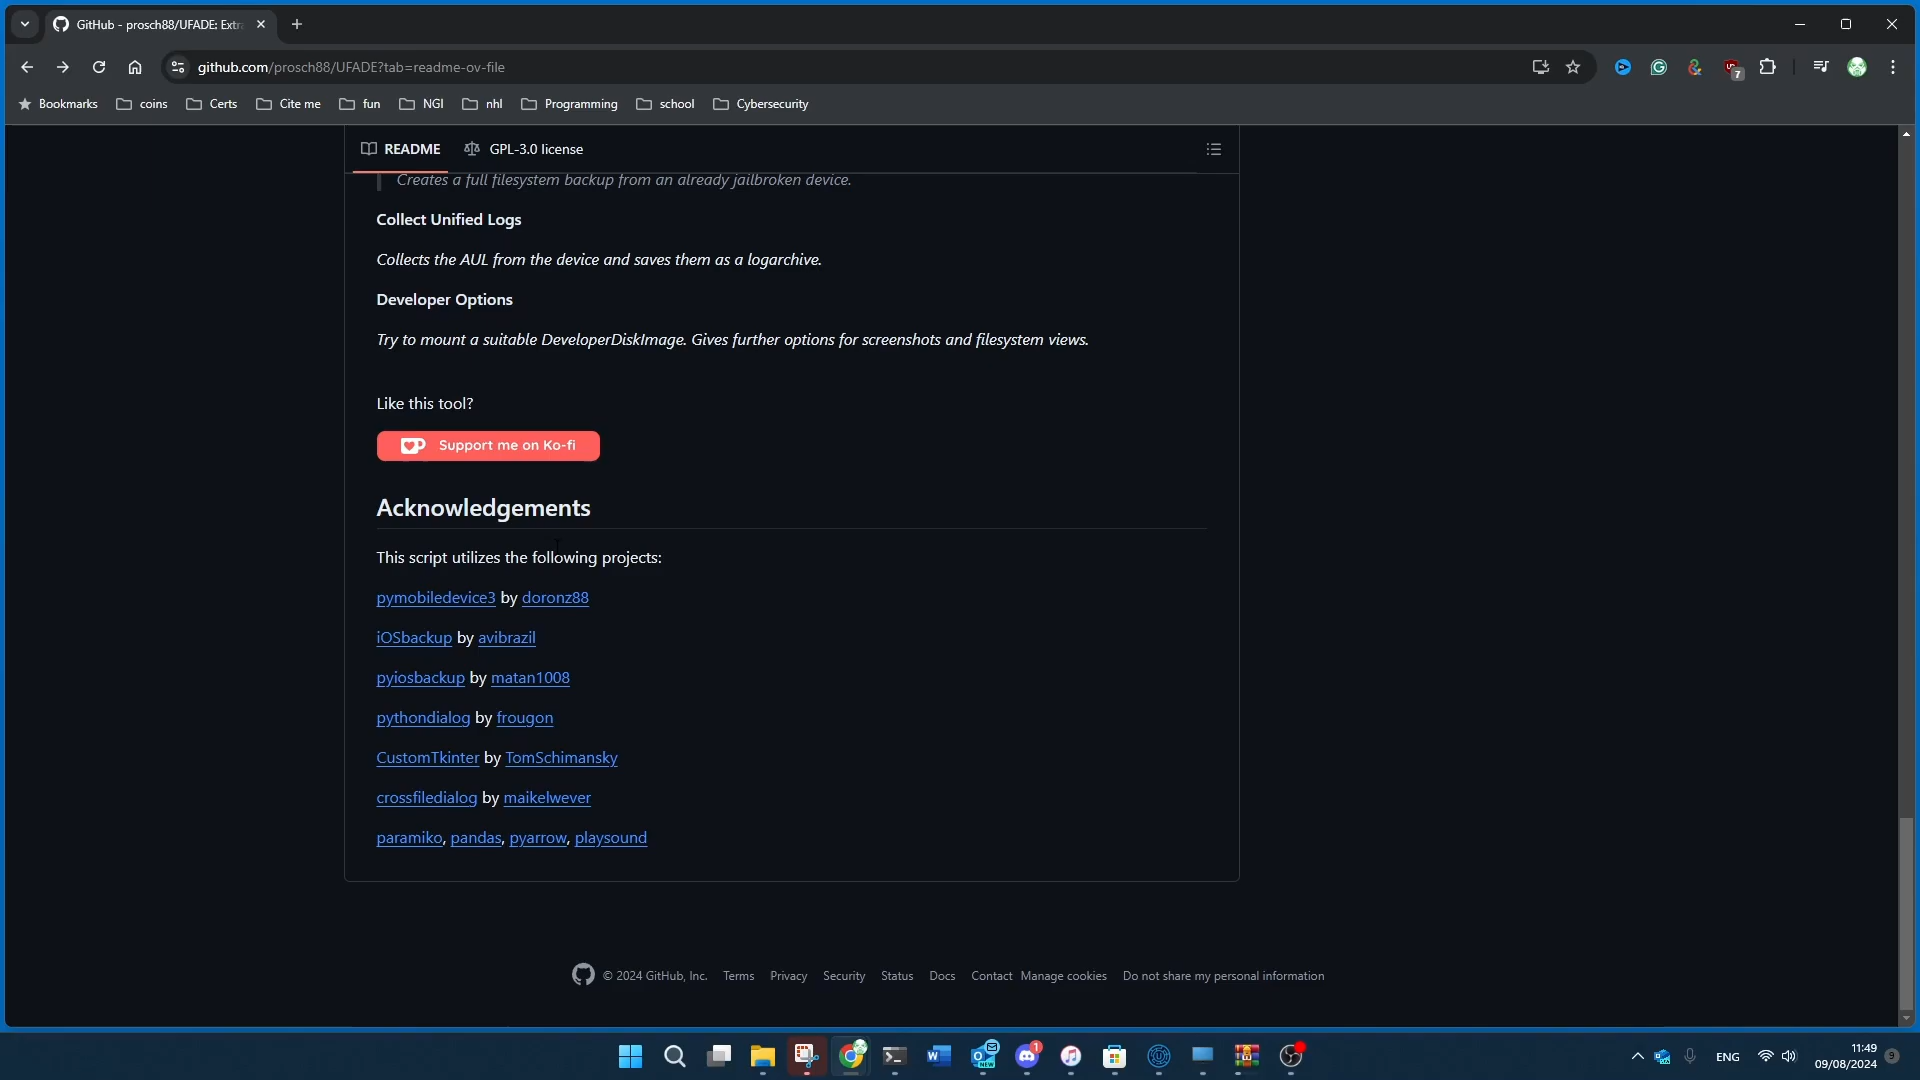 GitHub - prosch88/UFADE: Extr
github.com/prosch88/UFADE?tab=readme-ov-file
7
Bookmarks coins Certs Cite me fun NGI nhl Programming school Cybersecurity
README GPL-3.0 license
Creates a full filesystem backup from an already jailbroken device.
Collect Unified Logs
Collects the AUL from the device and saves them as a logarchive.
Developer Options
Try to mount a suitable DeveloperDiskImage. Gives further options for screenshots and filesystem views.
Like this tool?
Support me on Ko-fi
Acknowledgements
This script utilizes the following projects:
pymobiledevice3 by doronz88
iOSbackup by avibrazil
pyiosbackup by matan1008
pythondialog by frougon
CustomTkinter by TomSchimansky
crossfiledialog by maikelwever
paramiko, pandas, pyarrow, playsound
© 2024 GitHub, Inc. Terms Privacy Security Status Docs Contact Manage cookies Do not share my personal information
NEW
1
ENG
11:49
09/08/2024
9